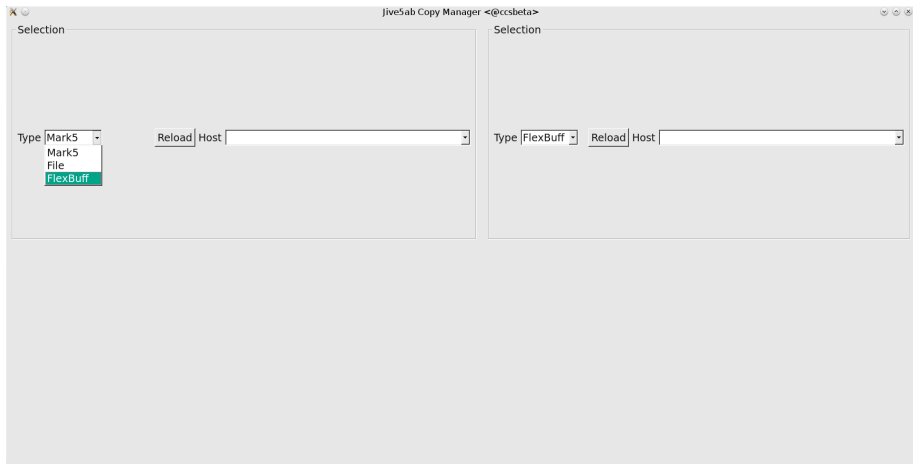 Jive5ab Copy Manager <@ccsbeta>
Selection
Type Mark5 Reload Host
Mark5
File
FlexBuff
Selection
Type FlexBuff Reload Host